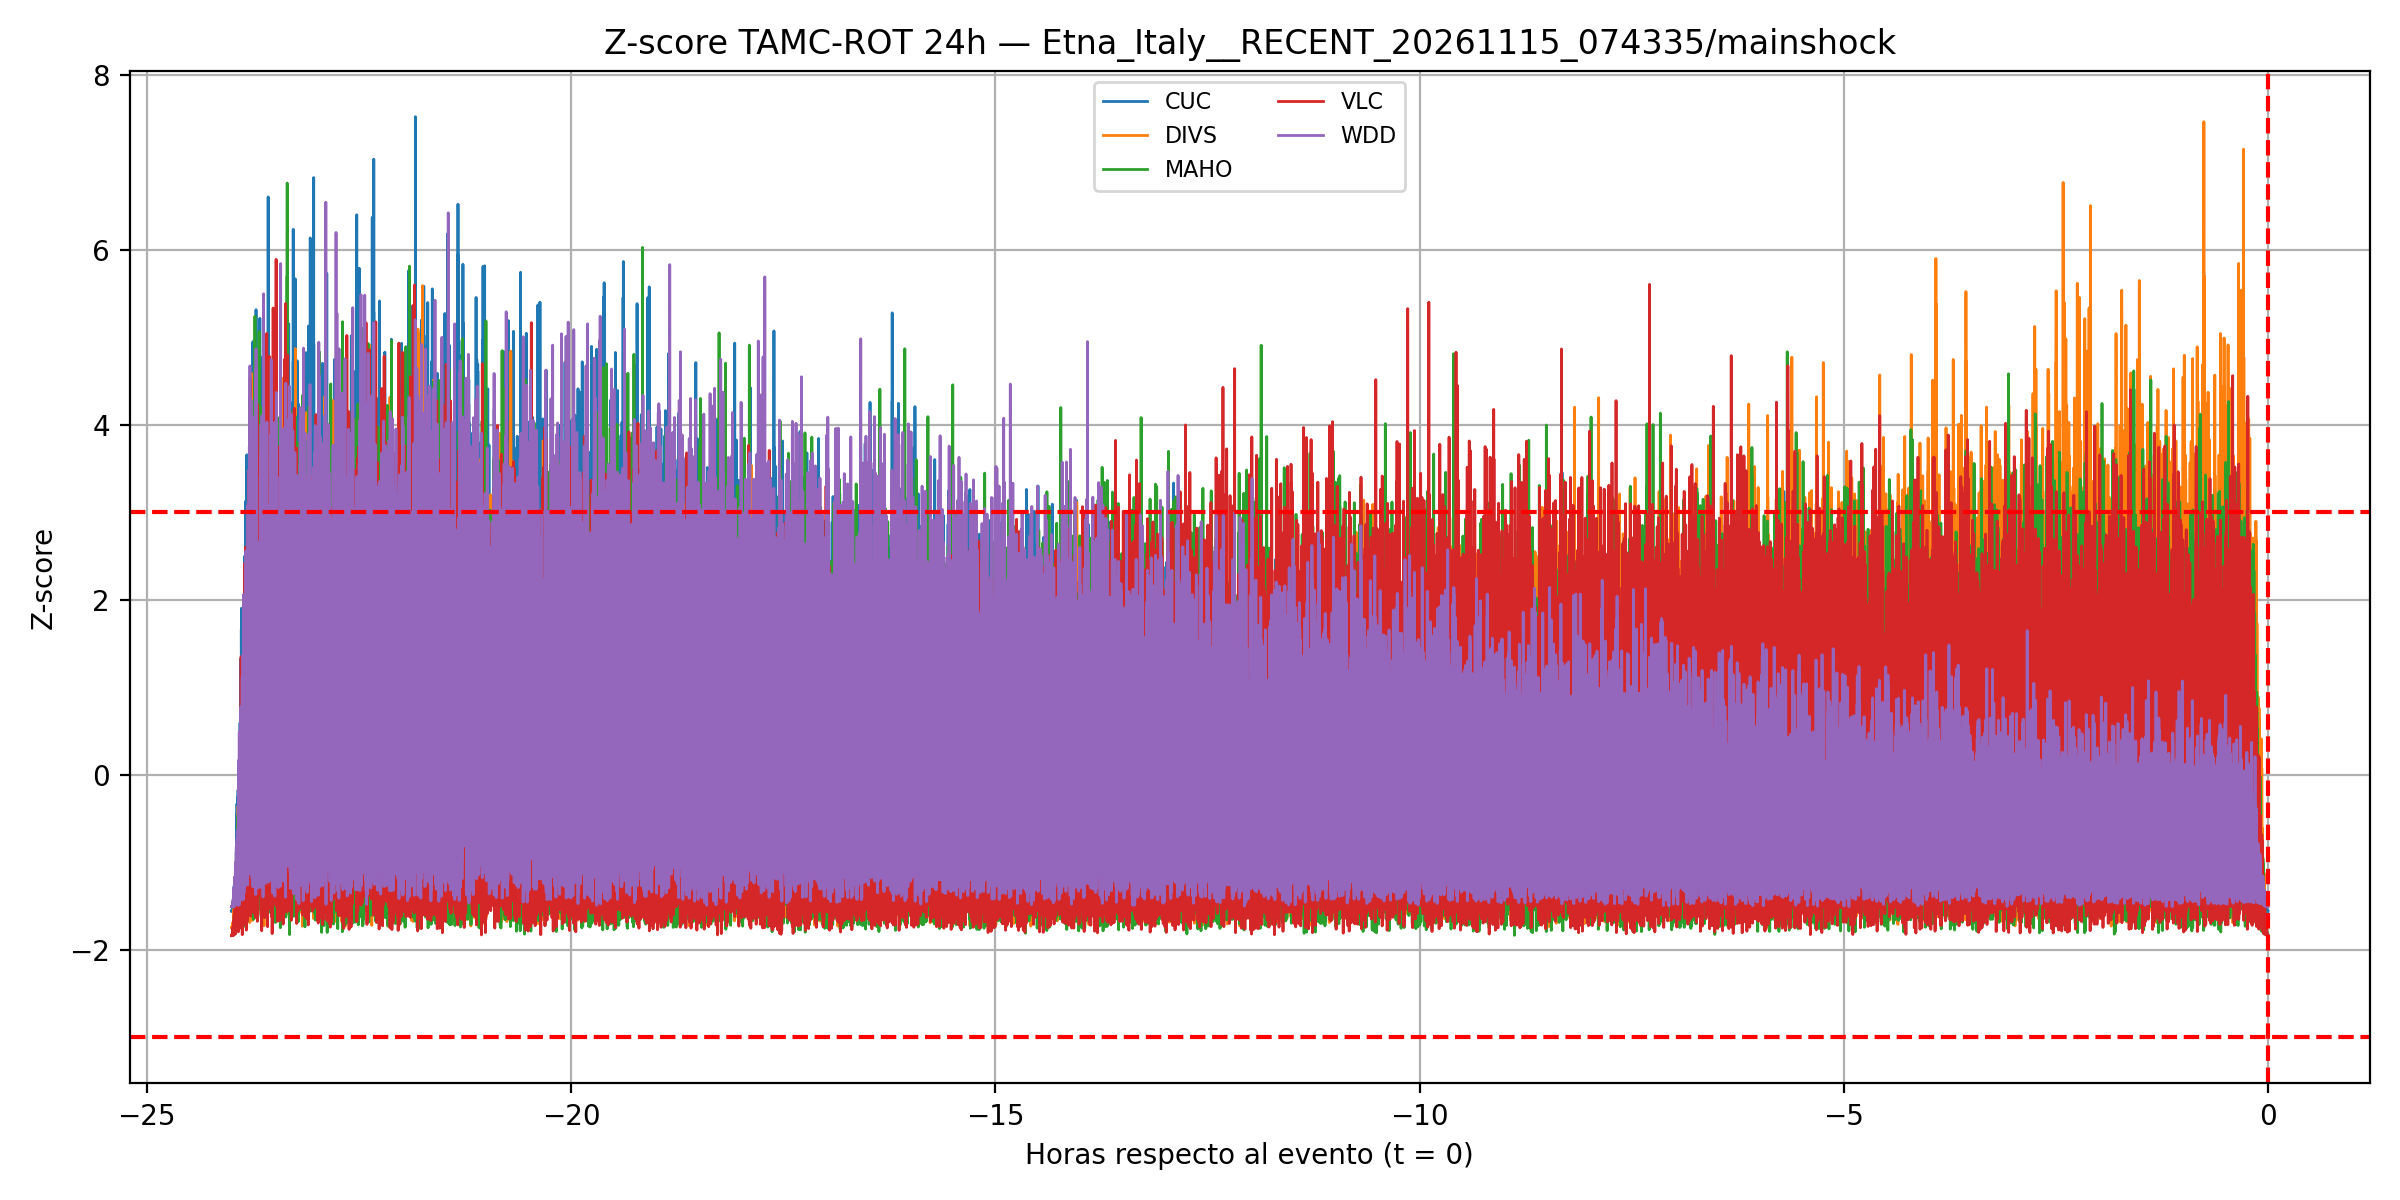 Z-score TAMC-ROT 24h — Etna_Italy__RECENT_20261115_074335/mainshock
CUC
DIVS
MAHO
VLC
WDD
8
6
4
2
0
−2
Z-score
−25
−20
−15
−10
−5
0
Horas respecto al evento (t = 0)